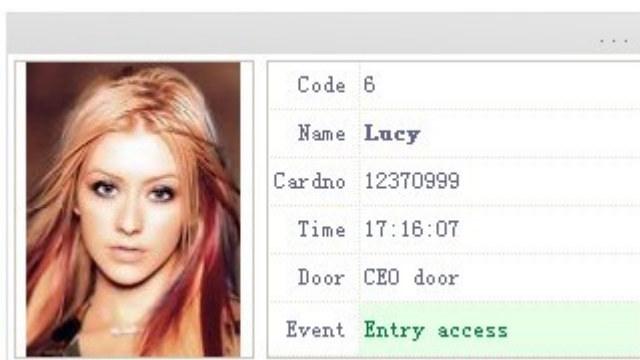 ...
Code 6
Name Lucy
Cardno 12370999
Time 17:16:07
Door CEO door
Event Entry access